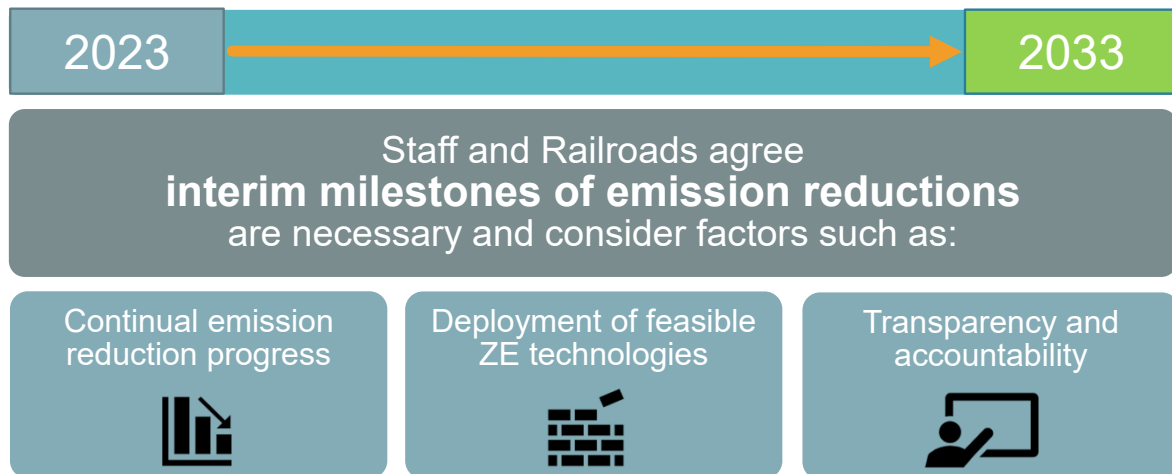 2023
2033
Staff and Railroads agree
interim milestones of emission reductions
are necessary and consider factors such as:
Continual emission
reduction progress
Deployment of feasible
ZE technologies
Transparency and
accountability